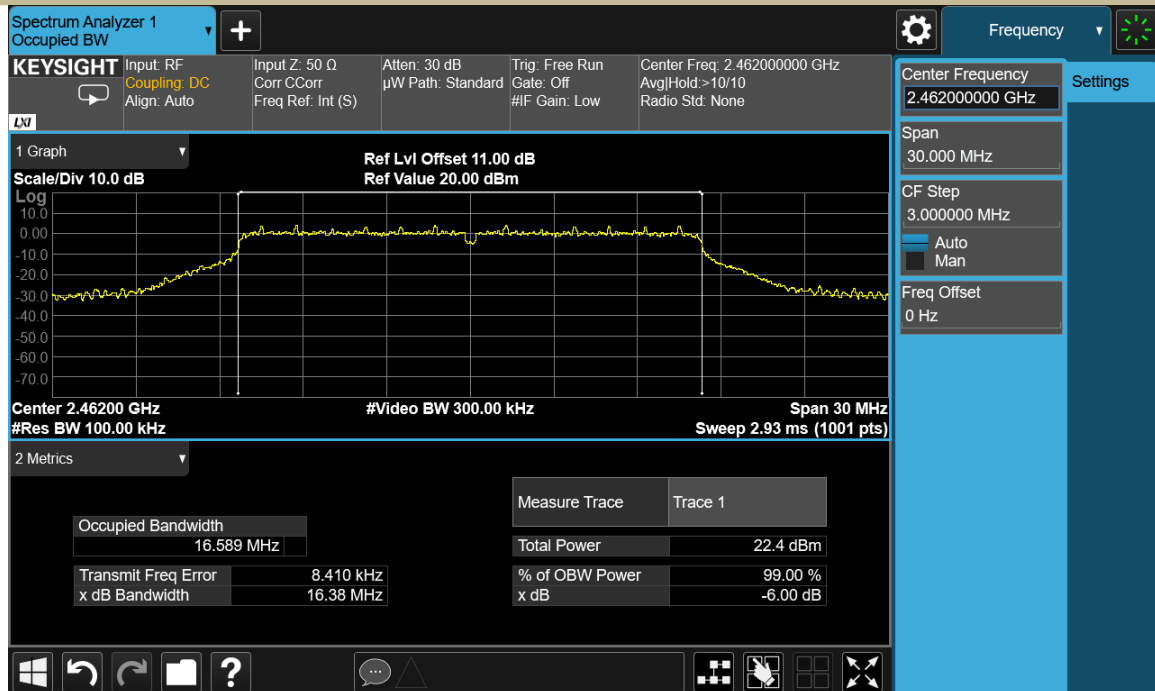 Spectrum Analyzer 1
Occupied BW
+
Frequency
KEYSIGHT
LXI
Input: RF
Coupling: DC
Align: Auto
Input Z: 50 Ω
Corr CCorr
Freq Ref: Int (S)
Atten: 30 dB
µW Path: Standard
Trig: Free Run
Gate: Off
#IF Gain: Low
Center Freq: 2.462000000 GHz
Avg|Hold:>10/10
Radio Std: None
Center Frequency
2.462000000 GHz
Settings
Span
30.000 MHz
CF Step
3.000000 MHz
Auto
Man
Freq Offset
0 Hz
1 Graph
Scale/Div 10.0 dB
Ref Lvl Offset 11.00 dB
Ref Value 20.00 dBm
Log
10.0
0.00
-10.0
-20.0
-30.0
-40.0
-50.0
-60.0
-70.0
Center 2.46200 GHz
#Video BW 300.00 kHz
Span 30 MHz
#Res BW 100.00 kHz
Sweep 2.93 ms (1001 pts)
2 Metrics
Measure Trace
Trace 1
Occupied Bandwidth
16.589 MHz
Total Power
22.4 dBm
Transmit Freq Error
8.410 kHz
% of OBW Power
99.00 %
x dB Bandwidth
16.38 MHz
x dB
-6.00 dB
?